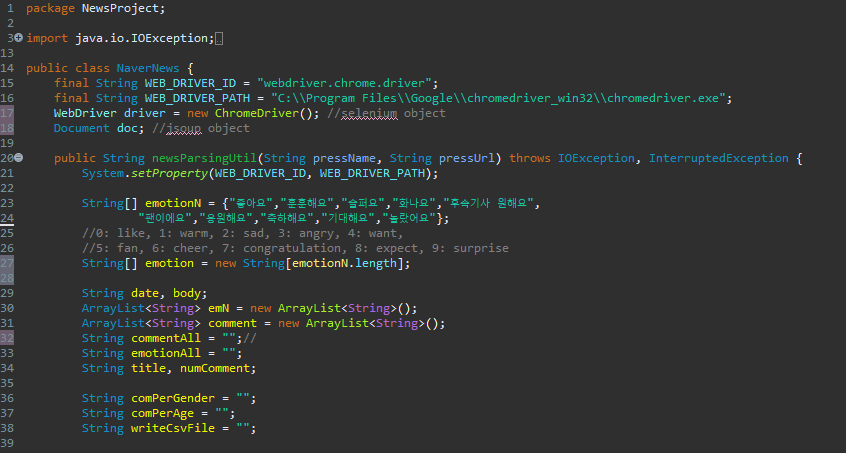 1 package NewsProject;
2
3 import java.io.IOException;
13
14 public class NaverNews {
15 final String WEB_DRIVER_ID = "webdriver.chrome.driver";
16 final String WEB_DRIVER_PATH = "C:\\Program Files\\Google\\chromedriver_win32\\chromedriver.exe";
17 WebDriver driver = new ChromeDriver(); //selenium object
18 Document doc; //jsoup object
19
20 public String newsParsingUtil(String pressName, String pressUrl) throws IOException, InterruptedException {
21 System.setProperty(WEB_DRIVER_ID, WEB_DRIVER_PATH);
22
23 String[] emotionN = {"좋아요","훈훈해요","슬퍼요","화나요","후속기사 원해요",
24 "팬이에요","응원해요","축하해요","기대해요","놀랐어요"};
25 //0: like, 1: warm, 2: sad, 3: angry, 4: want,
26 //5: fan, 6: cheer, 7: congratulation, 8: expect, 9: surprise
27 String[] emotion = new String[emotionN.length];
28
29 String date, body;
30 ArrayList<String> emN = new ArrayList<String>();
31 ArrayList<String> comment = new ArrayList<String>();
32 String commentAll = "";//
33 String emotionAll = "";
34 String title, numComment;
35
36 String comPerGender = "";
37 String comPerAge = "";
38 String writeCsvFile = "";
39